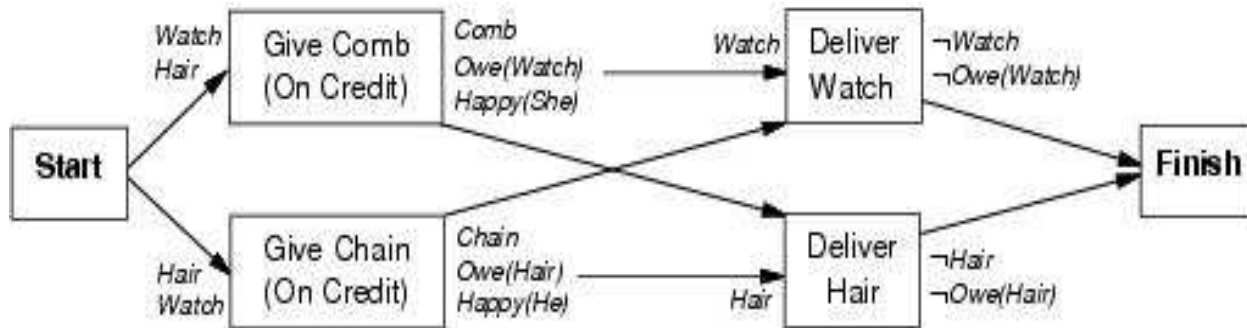 Start
Watch
Hair
Give Comb
(On Credit)
Comb
Owe(Watch)
Happy(She)
Watch
Deliver
Watch
¬Watch
¬Owe(Watch)
Hair
Watch
Give Chain
(On Credit)
Chain
Owe(Hair)
Happy(He)
Hair
Deliver
Hair
¬Hair
¬Owe(Hair)
Finish